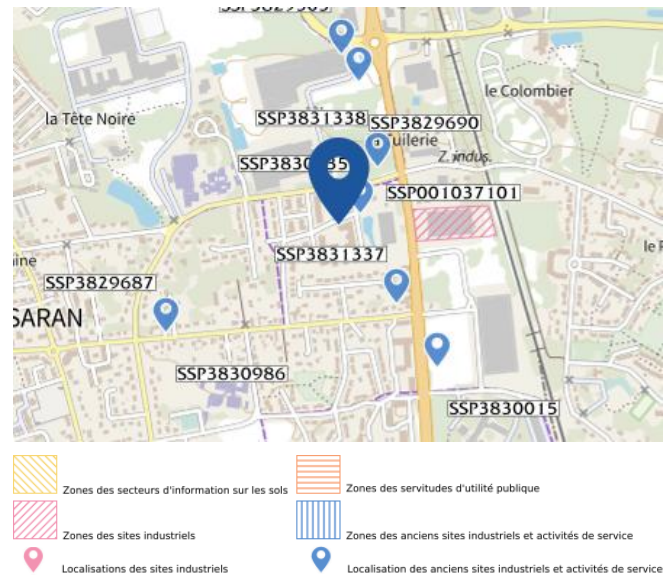 la Tête Noire
SSP3831338
SSP3829690
le Colombier
Tuilerie
Z. indus.
SSP001037101
SSP3831337
SSP3829687
SARAN
SSP3830986
SSP3830015
Zones des secteurs d'information sur les sols
Zones des servitudes d'utilité publique
Zones des sites industriels
Zones des anciens sites industriels et activités de service
Localisations des sites industriels
Localisation des anciens sites industriels et activités de service